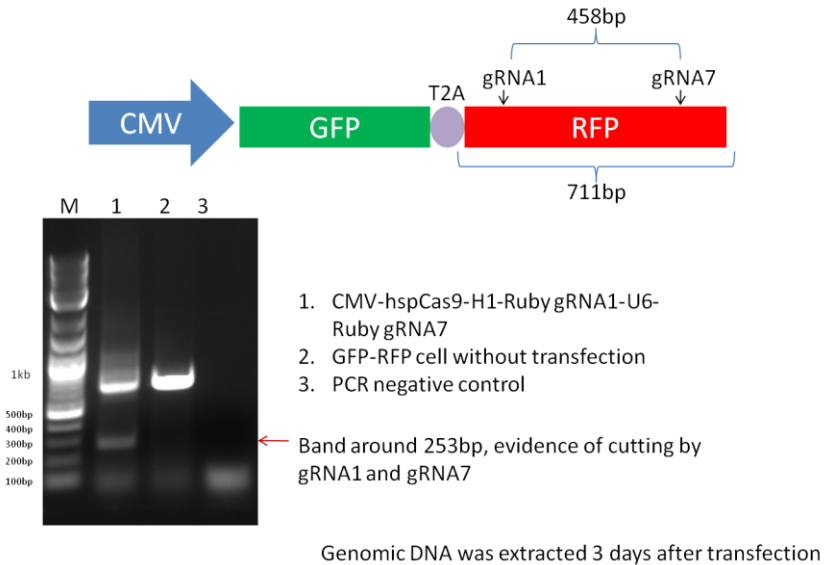 458bp
gRNA1
gRNA7
T2A
CMV
GFP
RFP
711bp
M 1 2 3
1kb
500bp
400bp
300bp
200bp
100bp
1. CMV-hspCas9-H1-Ruby gRNA1-U6-
Ruby gRNA7
2. GFP-RFP cell without transfection
3. PCR negative control
Band around 253bp, evidence of cutting by
gRNA1 and gRNA7
Genomic DNA was extracted 3 days after transfection